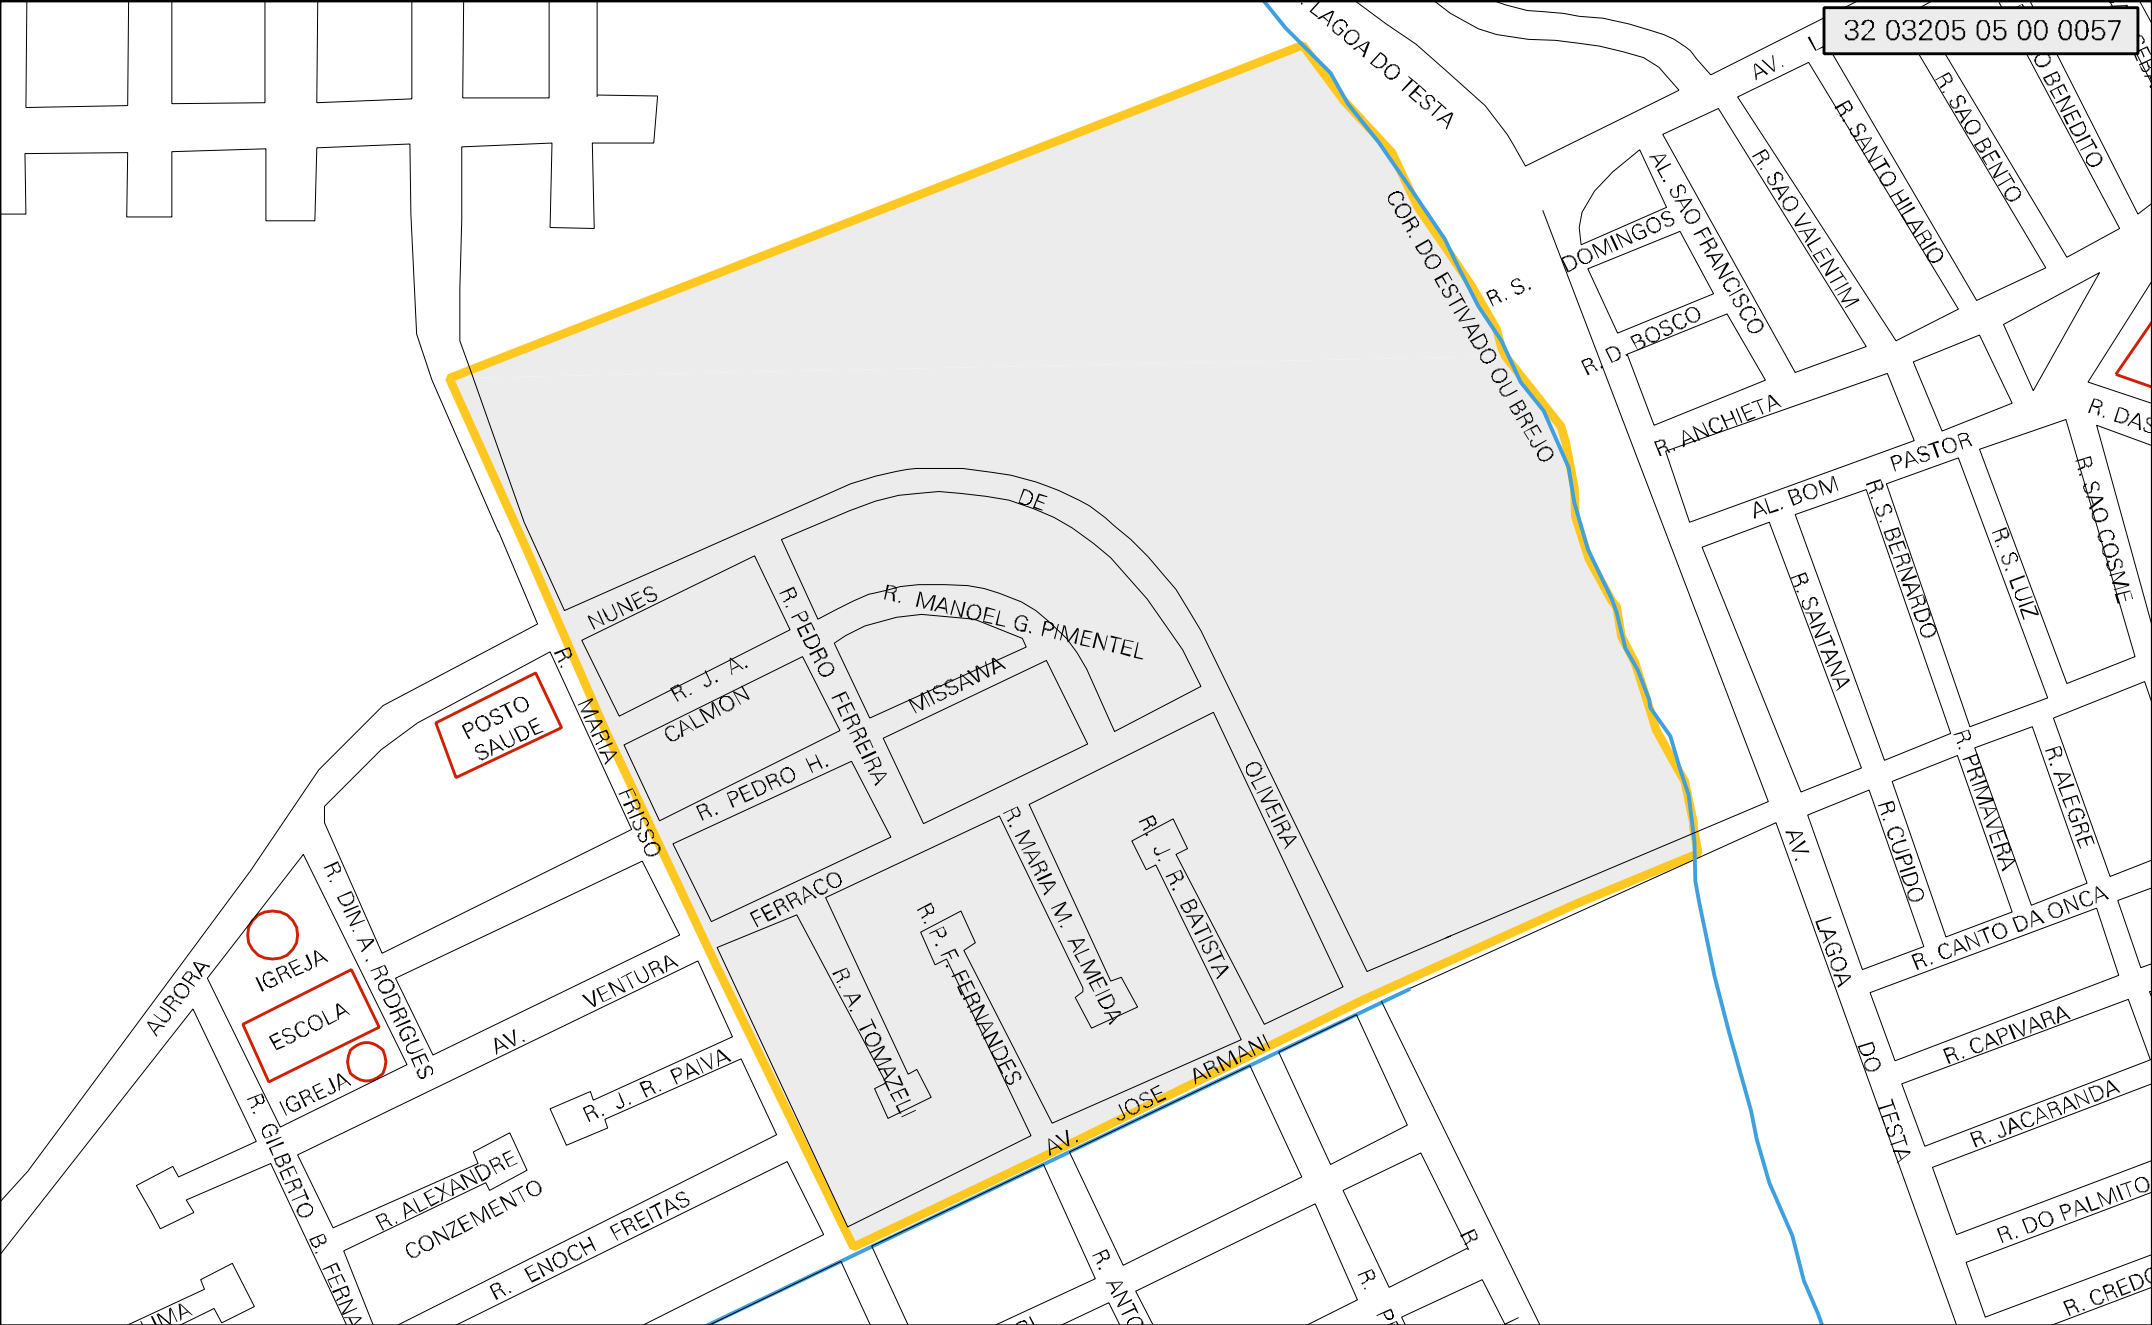 32 03205 05 00 0057
LAGOA DO TESTA
AV.
R. SANTO HILARIO
R. SAO BENTO
O BENEDITO
AL. SAO FRANCISCO
R. SAO VALENTIM
R. S.
DOMINGOS
R. D. BOSCO
R. ANCHIETA
COR. DO ESTIVADO OU BREJO
AL. BOM
PASTOR
R. DAS
R. SAO COSME
R. S. BERNARDO
R. S. LUIZ
R. SANTANA
DE
NUNES
R. MANOEL G. PIMENTEL
R. PEDRO FERREIRA
R. J. A.
CALMON
MISSAWA
R. MARIA FRISSO
POSTO
SAUDE
R. PEDRO H.
FERRACO
OLIVEIRA
R. MARIA M. ALMEIDA
R. J.
R. BATISTA
R. P. F. FERNANDES
R. A. TOMAZELI
R. PRIMAVERA
R. ALEGRE
R. CUPIDO
AV. LAGOA DO TESTA
R. CANTO DA ONCA
R. CAPIVARA
R. JACARANDA
R. DO PALMITO
R. CREDO
R. DIN. A. RODRIGUES
AURORA
IGREJA
ESCOLA
IGREJA
AV. VENTURA
R. J. R. PAIVA
AV. JOSE ARMANI
R. GILBERTO B. FERNA
R. ALEXANDRE
CONZEMENTO
R. ENOCH FREITAS
R. ANTO
R.
R.